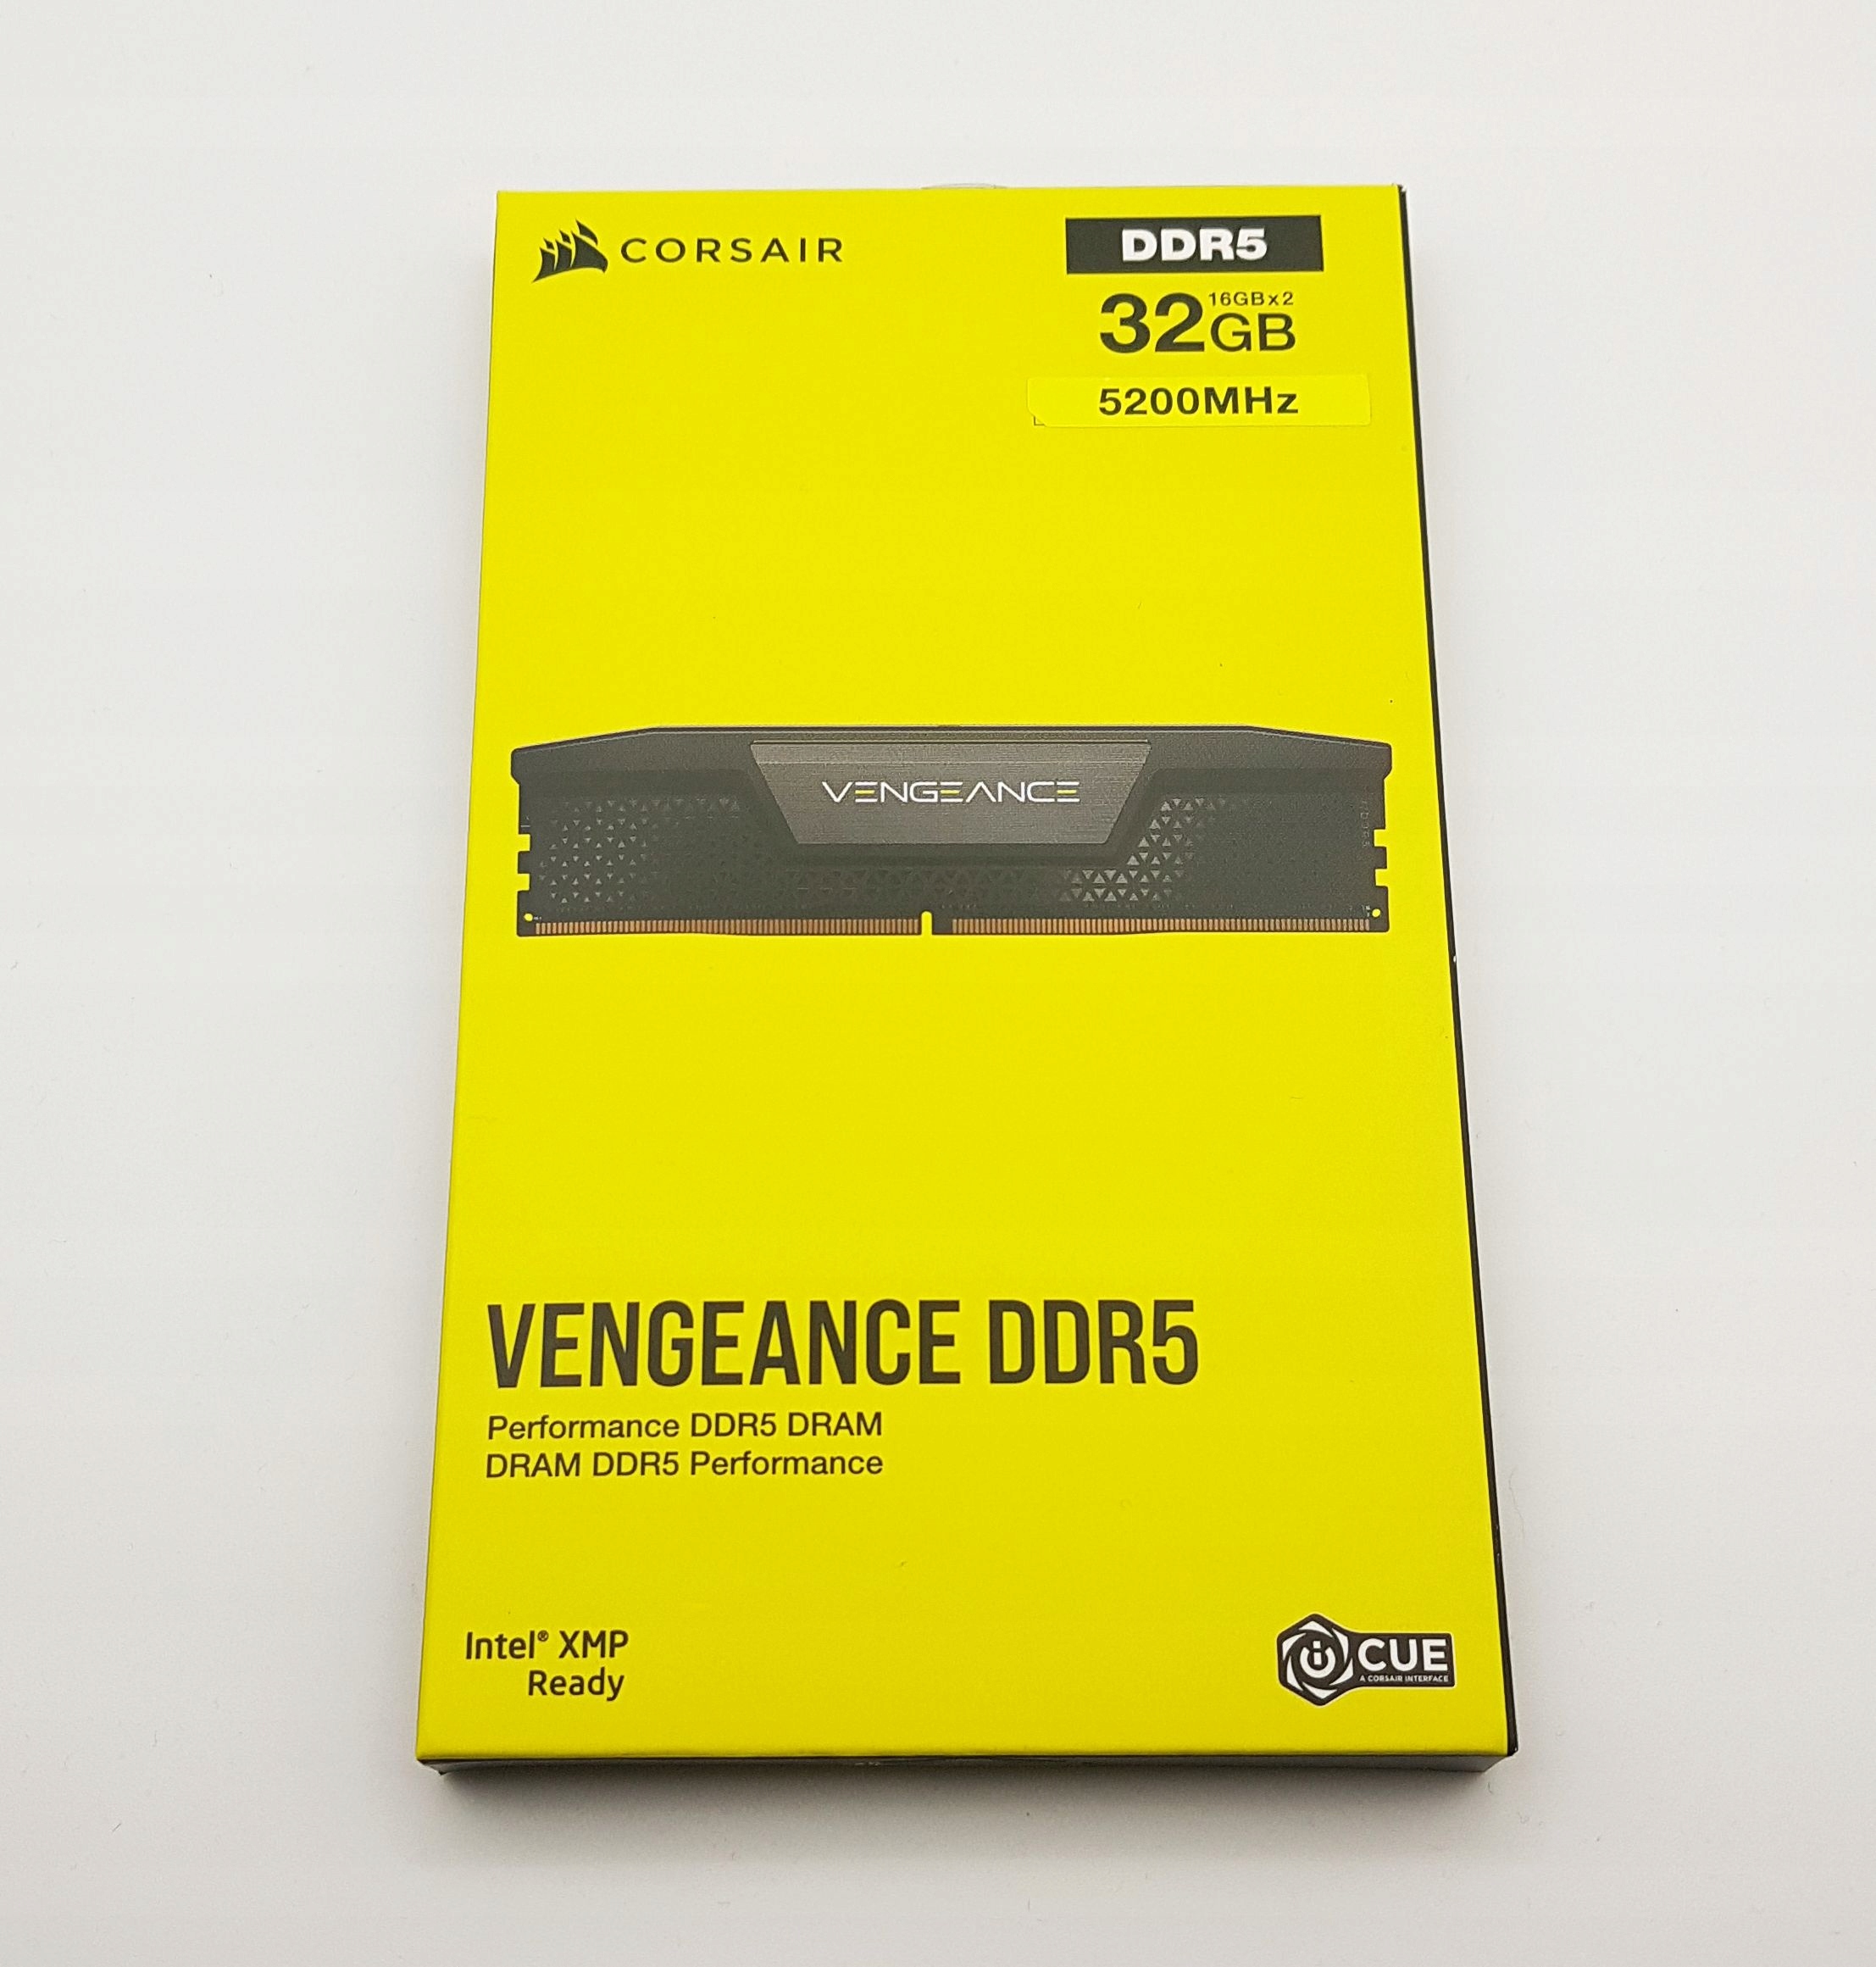 CORSAIR
DDR5
16GBx2
32GB
5200MHz
VENGEANCE
VENGEANCE DDR5
Performance DDR5 DRAM
DRAM DDR5 Performance
Intel® XMP
Ready
iCUE
A CORSAIR INTERFACE